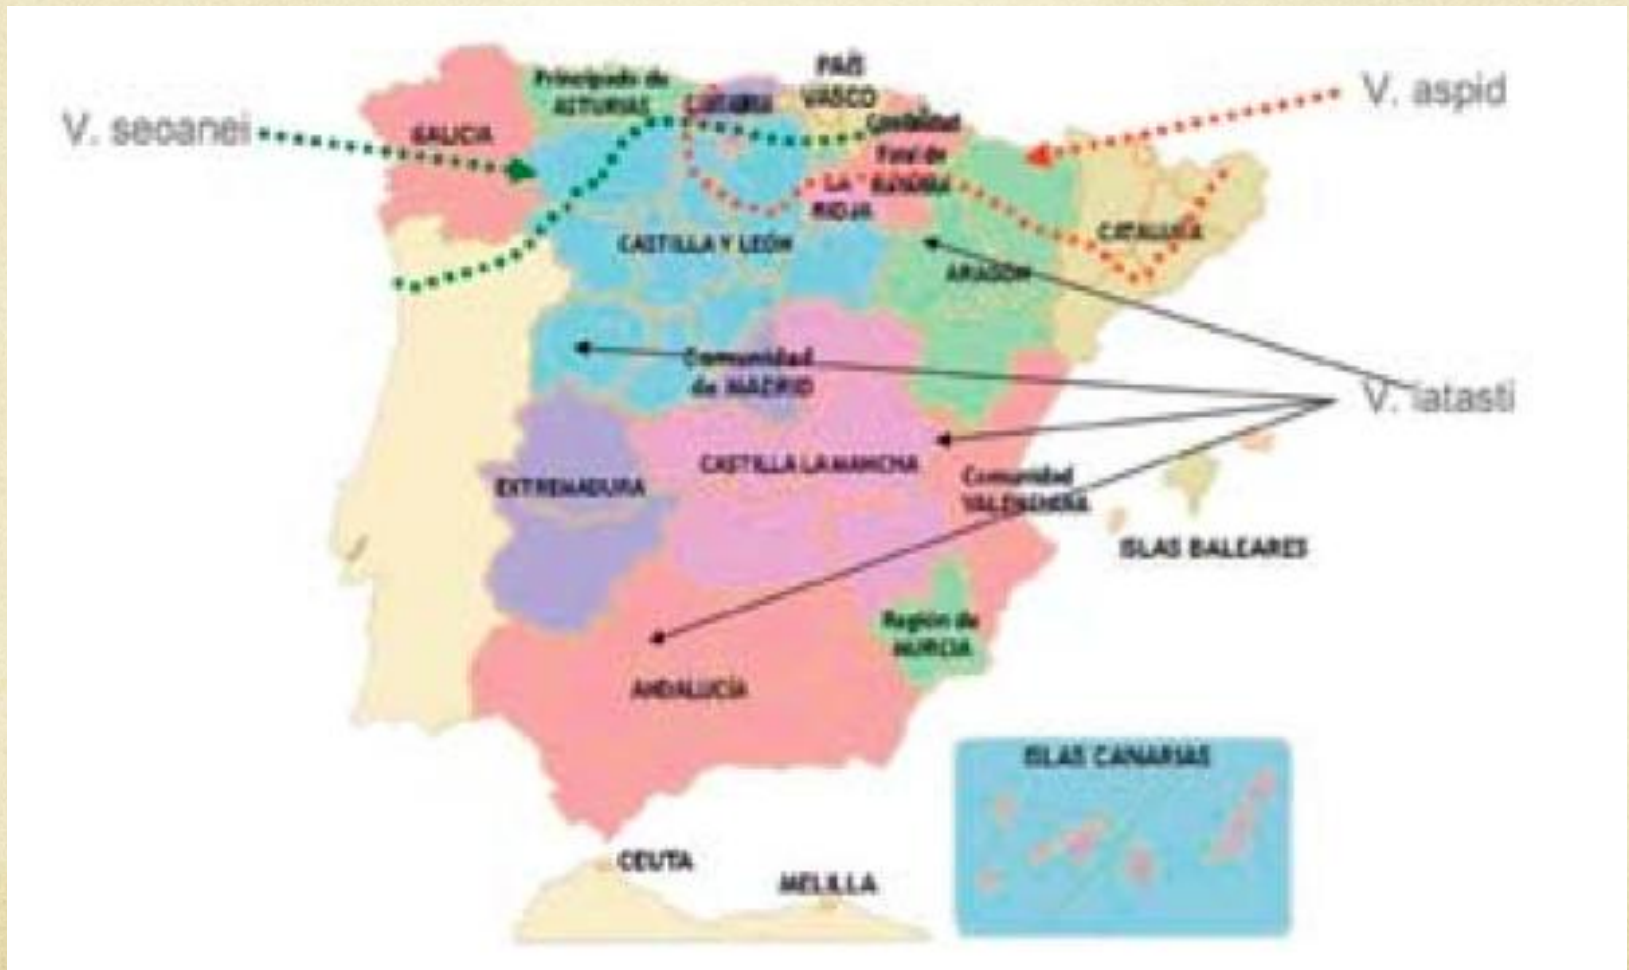 PAÍS
VASCO
Principado de
ASTURIAS
CANTABRIA
V. aspid
V. seoanei
GALICIA
Comunidad
Foral de
NAVARRA
LA
RIOJA
CATALUÑA
CASTILLA Y LEÓN
ARAGÓN
Comunidad
de MADRID
V. latasti
CASTILLA LA MANCHA
EXTREMADURA
Comunidad
VALENCIANA
ISLAS BALEARES
Región de
MURCIA
ANDALUCÍA
ISLAS CANARIAS
CEUTA
MELILLA